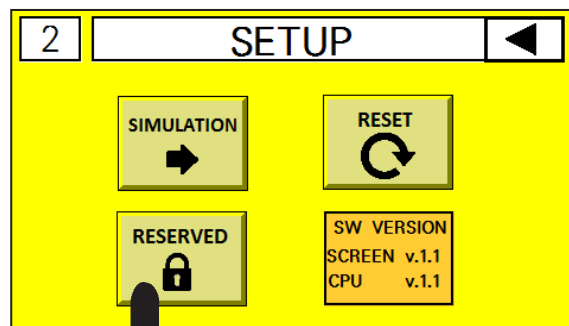 2
SETUP
SIMULATION
RESET
RESERVED
SW VERSION
SCREEN v.1.1
CPU v.1.1